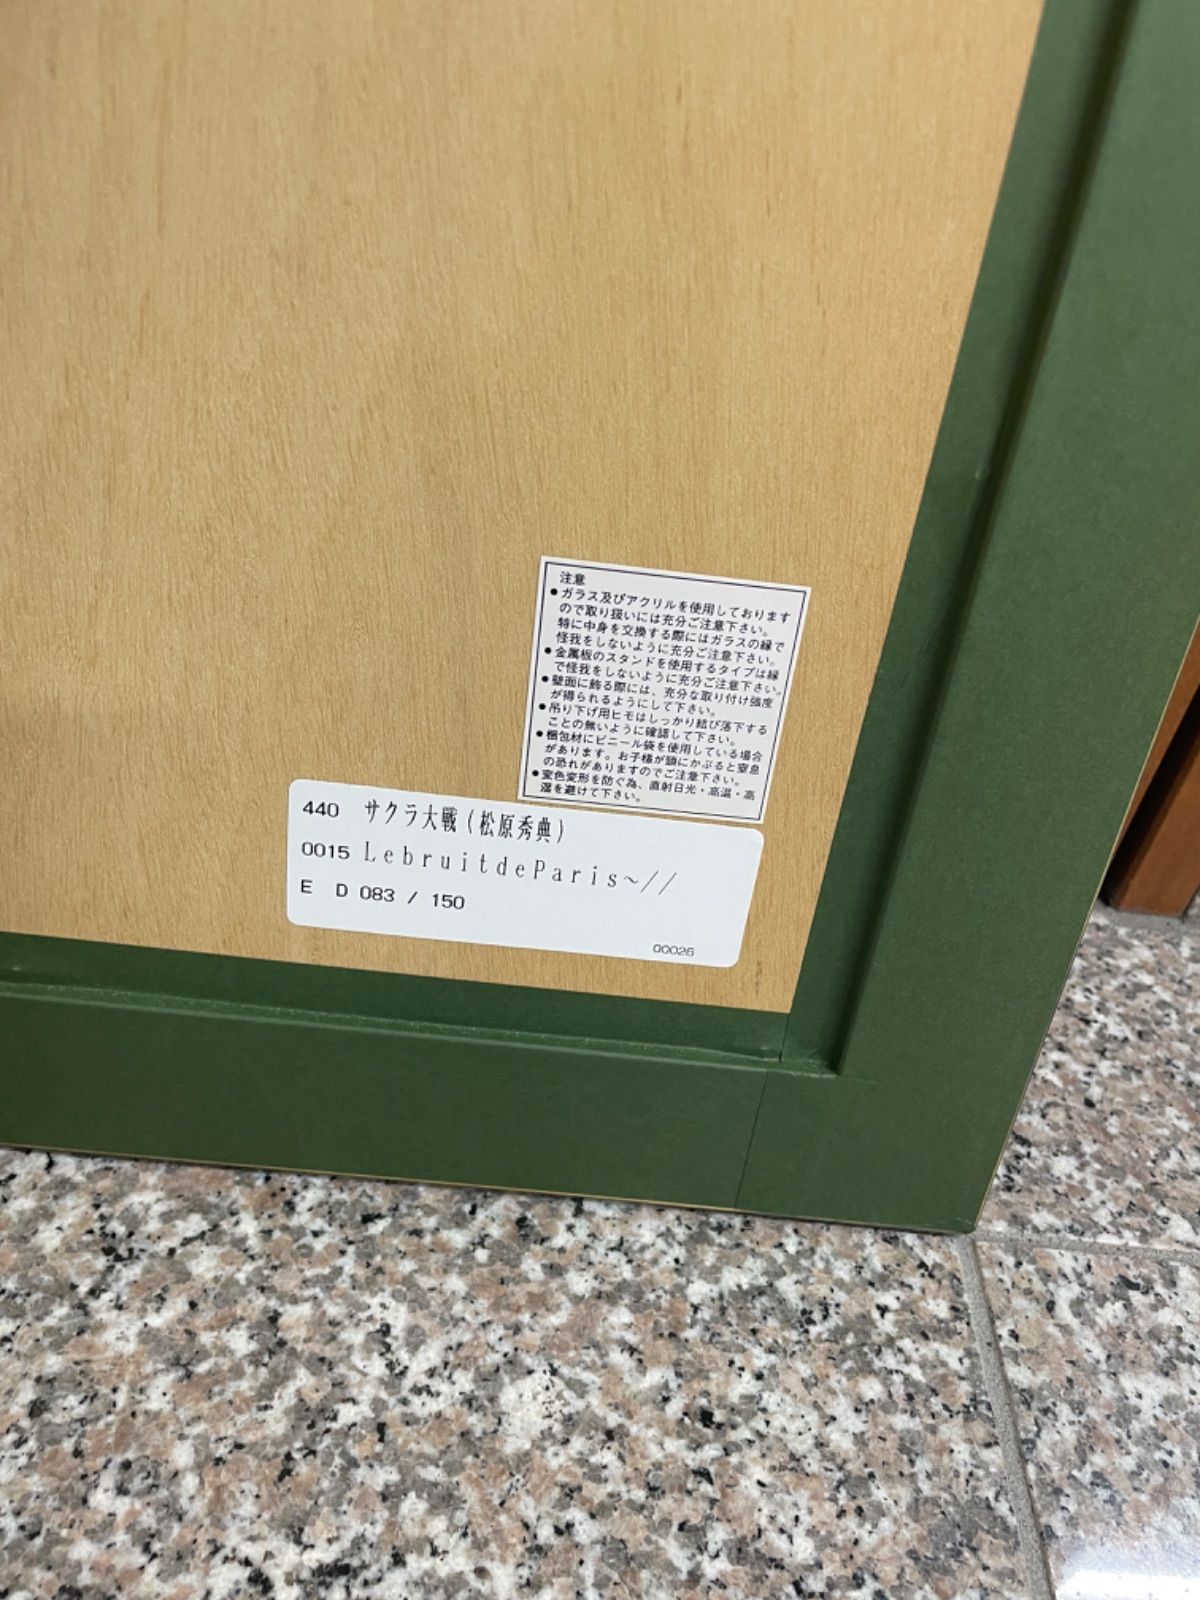 注意
●ガラス及びアクリルを使用しております
ので取り扱いには充分ご注意下さい。
特に中身を交換する際にはガラスの縁で
怪我をしないように充分ご注意下さい。
●金属板のスタンドを使用するタイプは縁
で怪我をしないように充分ご注意下さい。
●壁面に飾る際には、充分な取り付け強度
が得られるようにして下さい。
●吊り下げ用ヒモはしっかり結び落下する
ことの無いように確認して下さい。
●梱包材にビニール袋を使用している場合
があります。お子様が頭にかぶると窒息
の恐れがありますのでご注意下さい。
●変色変形を防ぐ為、直射日光・高温・高
湿を避けて下さい。
440 サクラ大戦(松原秀典)
0015 LebruitdeParis～//
E D 083 / 150
00026